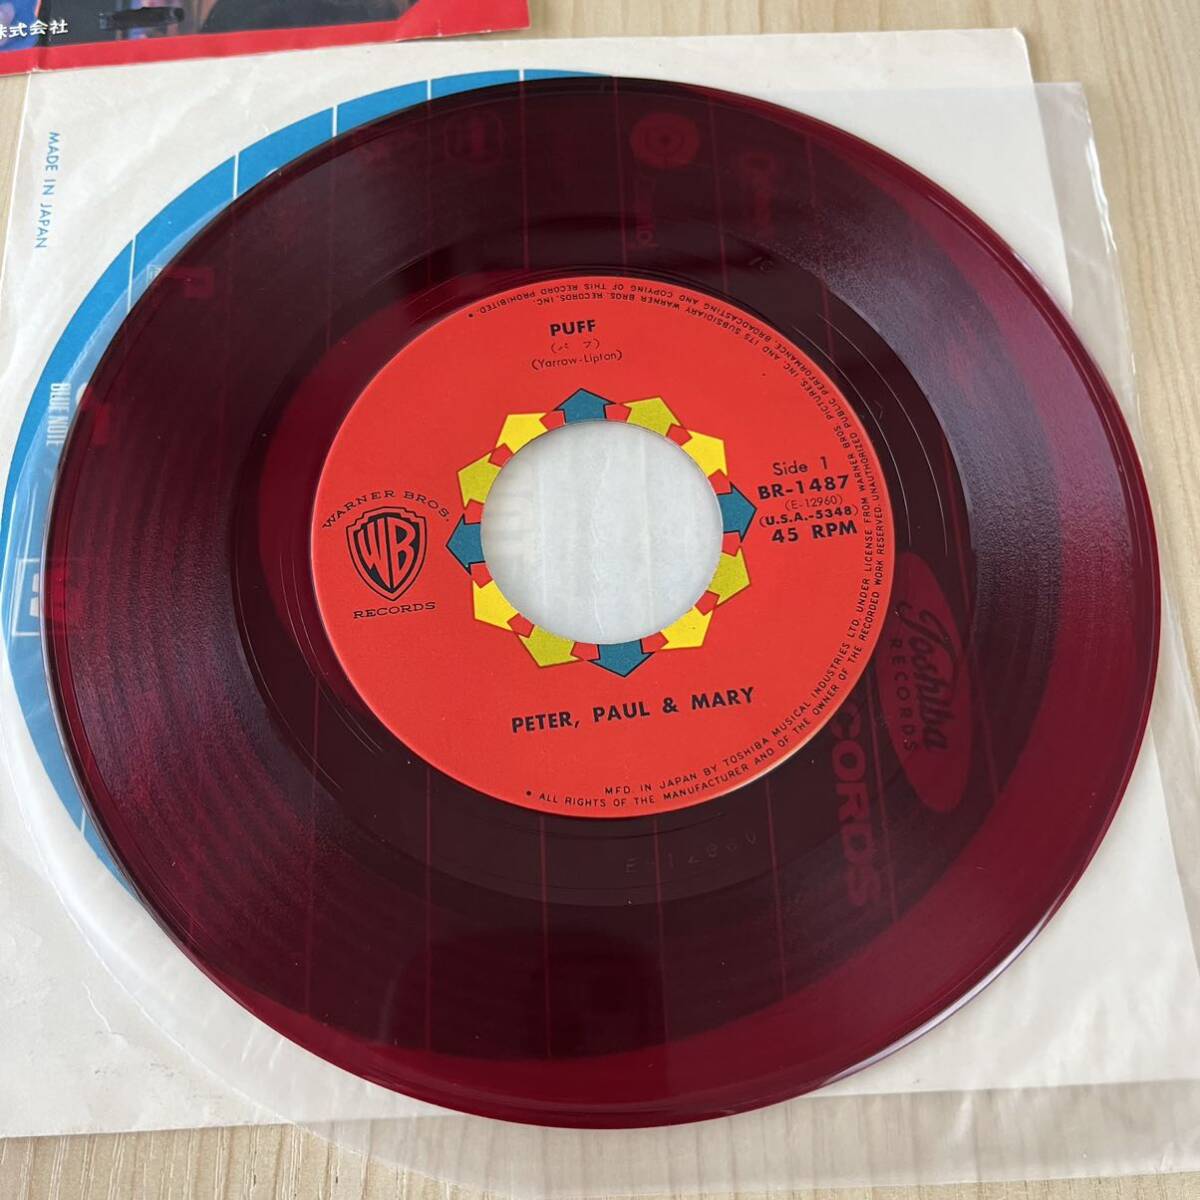 株式会社
MADE IN JAPAN
BLUE NOTE
PUFF
(パフ)
(Yarrow-Lipton)
Side 1
BR-1487
(E-12960)
(U.S.A.-5348)
45 RPM
WARNER BROS.
WB
RECORDS
PETER, PAUL & MARY
MFD. IN JAPAN BY TOSHIBA MUSICAL INDUSTRIES LTD. UNDER LICENSE FROM WARNER BROS. PICTURES, INC. AND ITS SUBSIDIARY WARNER BROS. RECORDS, INC.
• ALL RIGHTS OF THE MANUFACTURER AND OF THE OWNER OF THE RECORDED WORK RESERVED. UNAUTHORIZED PUBLIC PERFORMANCE, BROADCASTING AND COPYING OF THIS RECORD PROHIBITED. •
Toshiba
RECORDS